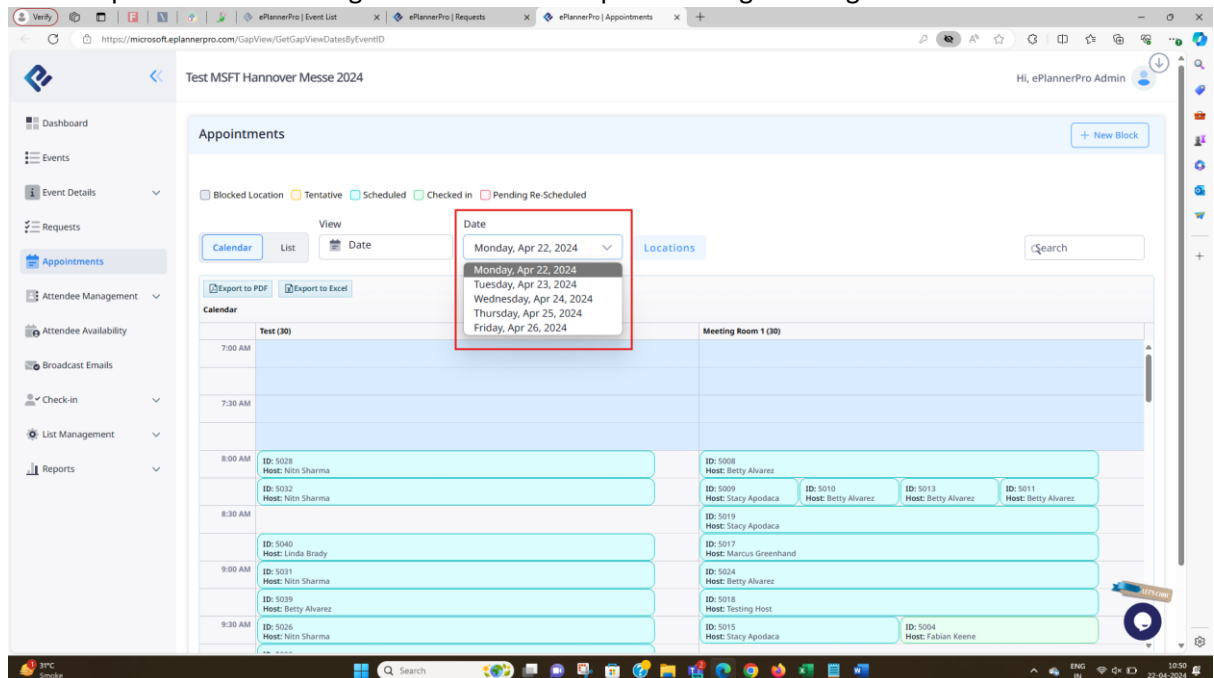 Verify
ePlannerPro | Event List
ePlannerPro | Requests
ePlannerPro | Appointments
https://microsoft.eplannerpro.com/GapView/GetGapViewDatesByEventID
Test MSFT Hannover Messe 2024
Hi, ePlannerPro Admin
Dashboard
Events
Event Details
Requests
Appointments
Attendee Management
Attendee Availability
Broadcast Emails
Check-in
List Management
Reports
Appointments
+ New Block
Blocked Location Tentative Scheduled Checked in Pending Re-Scheduled
View Date
Calendar List Date Monday, Apr 22, 2024 Locations Search
Monday, Apr 22, 2024
Tuesday, Apr 23, 2024
Wednesday, Apr 24, 2024
Thursday, Apr 25, 2024
Friday, Apr 26, 2024
Export to PDF Export to Excel
Calendar
Test (30) Meeting Room 1 (30)
7:00 AM
7:30 AM
8:00 AM
ID: 5028
Host: Nitn Sharma
ID: 5008
Host: Betty Alvarez
ID: 5032
Host: Nitn Sharma
ID: 5009
Host: Stacy Apodaca
ID: 5010
Host: Betty Alvarez
ID: 5013
Host: Betty Alvarez
ID: 5011
Host: Betty Alvarez
8:30 AM
ID: 5019
Host: Stacy Apodaca
ID: 5040
Host: Linda Brady
ID: 5017
Host: Marcus Greenhand
9:00 AM
ID: 5031
Host: Nitn Sharma
ID: 5024
Host: Betty Alvarez
ID: 5039
Host: Betty Alvarez
ID: 5018
Host: Testing Host
9:30 AM
ID: 5026
Host: Nitn Sharma
ID: 5015
Host: Stacy Apodaca
ID: 5004
Host: Fabian Keene
31°C
Smoke
Search
ENG
IN
10:50
22-04-2024